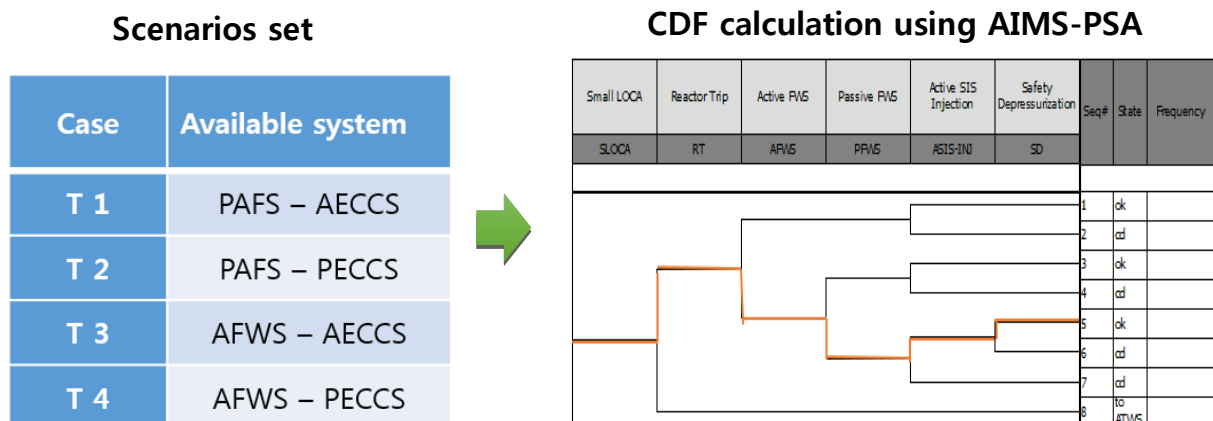 Scenarios set
CDF calculation using AIMS-PSA
Case Available system
T 1 PAFS – AECCS
T 2 PAFS – PECCS
T 3 AFWS – AECCS
T 4 AFWS – PECCS
Small LOCA Reactor Trip Active FWS Passive FWS Active SIS Injection Safety Depressurization Seq# State Frequency
SLOCA RT AFWS PFWS ASIS-INJ SD
1 ok
2 cd
3 ok
4 cd
5 ok
6 cd
7 cd
8 to ATWS